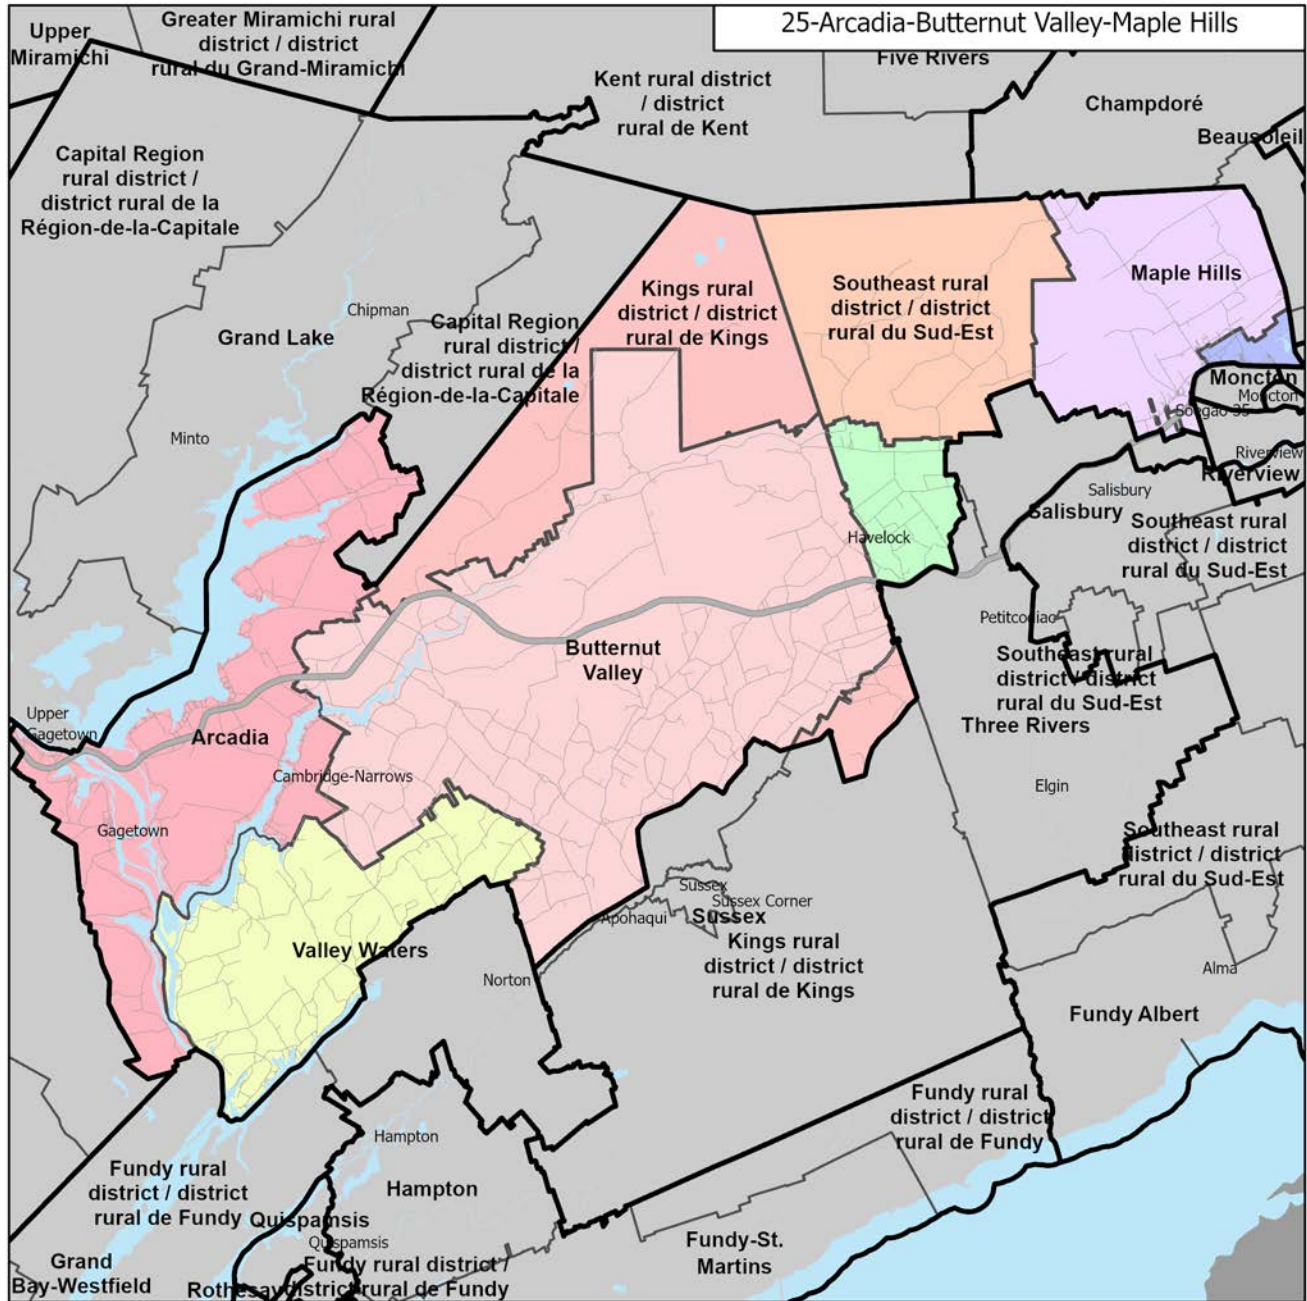 25-Arcadia-Butternut Valley-Maple Hills
Upper
Miramichi
Greater Miramichi rural
district / district
rural du Grand-Miramichi
Five Rivers
Kent rural district
/ district
rural de Kent
Champdoré
Beausoleil
Capital Region
rural district /
district rural de la
Région-de-la-Capitale
Maple Hills
Kings rural
district / district
rural de Kings
Southeast rural
district / district
rural du Sud-Est
Chipman
Grand Lake
Capital Region
rural district /
district rural de la
Région-de-la-Capitale
Moncton
Moncton
Soegao 35
Minto
Riverview
Riverview
Salisbury
Salisbury
Southeast rural
district / district
rural du Sud-Est
Havelock
Petitcodiac
Butternut
Valley
Southeast rural
district / district
rural du Sud-Est
Three Rivers
Upper
Gagetown
Arcadia
Cambridge-Narrows
Elgin
Gagetown
Southeast rural
district / district
rural du Sud-Est
Sussex
Sussex Corner
Apohaqui
Sussex
Kings rural
district / district
rural de Kings
Valley Waters
Norton
Alma
Fundy Albert
Fundy rural
district / district
rural de Fundy
Hampton
Hampton
Fundy rural
district / district
rural de Fundy
Quispamsis
Quispamsis
Fundy-St.
Martins
Grand
Bay-Westfield
Rothesay
Fundy rural district /
district rural de Fundy